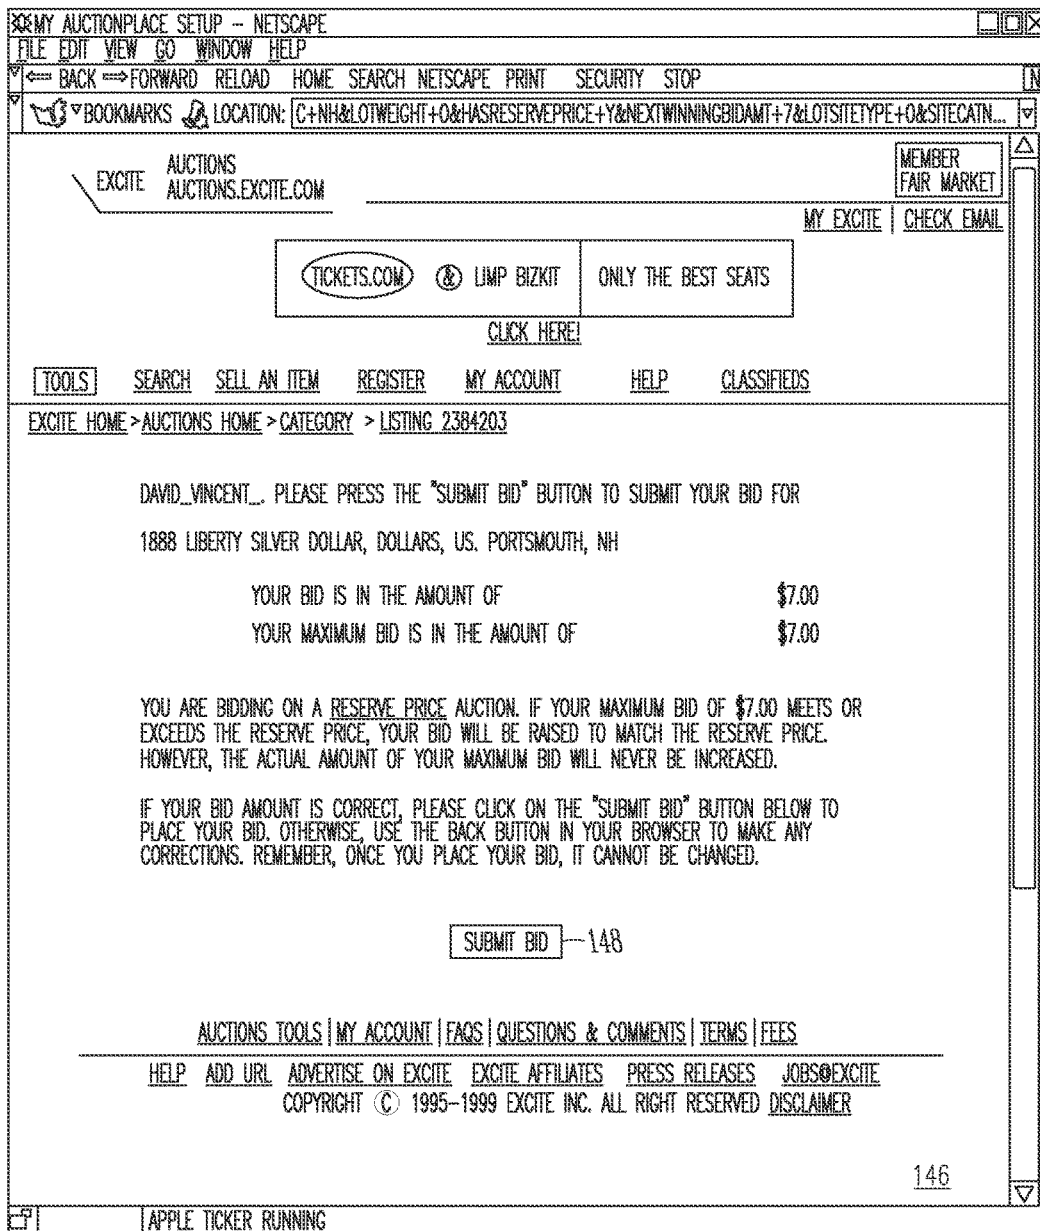 MY AUCTIONPLACE SETUP – NETSCAPE
FILE EDIT VIEW GO WINDOW HELP
BACK FORWARD RELOAD HOME SEARCH NETSCAPE PRINT SECURITY STOP N
BOOKMARKS LOCATION: C+NH&LOTWEIGHT+0&HASRESERVEPRICE+Y&NEXTWINNINGBIDAMT+7&LOTSITETYPE+0&SITECATN...
EXCITE AUCTIONS
AUCTIONS.EXCITE.COM
MEMBER
FAIR MARKET
MY EXCITE | CHECK EMAIL
TICKETS.COM & LIMP BIZKIT ONLY THE BEST SEATS
CLICK HERE!
TOOLS SEARCH SELL AN ITEM REGISTER MY ACCOUNT HELP CLASSIFIEDS
EXCITE HOME > AUCTIONS HOME > CATEGORY > LISTING 2384203
DAVID_VINCENT_. PLEASE PRESS THE "SUBMIT BID" BUTTON TO SUBMIT YOUR BID FOR
1888 LIBERTY SILVER DOLLAR, DOLLARS, US. PORTSMOUTH, NH
YOUR BID IS IN THE AMOUNT OF $7.00
YOUR MAXIMUM BID IS IN THE AMOUNT OF $7.00
YOU ARE BIDDING ON A RESERVE PRICE AUCTION. IF YOUR MAXIMUM BID OF $7.00 MEETS OR
EXCEEDS THE RESERVE PRICE, YOUR BID WILL BE RAISED TO MATCH THE RESERVE PRICE.
HOWEVER, THE ACTUAL AMOUNT OF YOUR MAXIMUM BID WILL NEVER BE INCREASED.
IF YOUR BID AMOUNT IS CORRECT, PLEASE CLICK ON THE "SUBMIT BID" BUTTON BELOW TO
PLACE YOUR BID. OTHERWISE, USE THE BACK BUTTON IN YOUR BROWSER TO MAKE ANY
CORRECTIONS. REMEMBER, ONCE YOU PLACE YOUR BID, IT CANNOT BE CHANGED.
SUBMIT BID 148
AUCTIONS TOOLS | MY ACCOUNT | FAQS | QUESTIONS & COMMENTS | TERMS | FEES
HELP ADD URL ADVERTISE ON EXCITE EXCITE AFFILIATES PRESS RELEASES JOBS@EXCITE
COPYRIGHT © 1995–1999 EXCITE INC. ALL RIGHT RESERVED DISCLAIMER
146
APPLE TICKER RUNNING